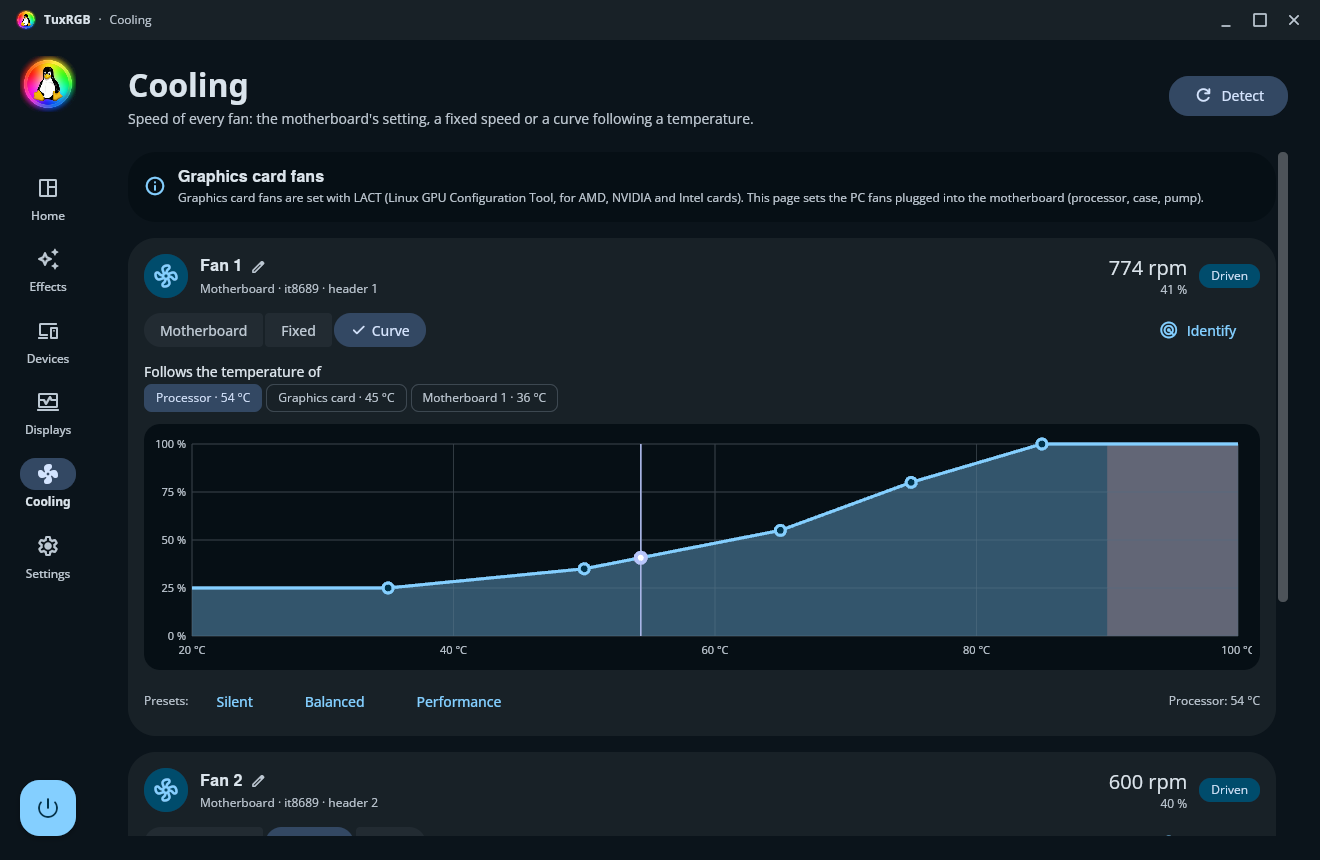 TuxRGB · Cooling
Cooling
Speed of every fan: the motherboard's setting, a fixed speed or a curve following a temperature.
Detect
Home
Effects
Devices
Displays
Cooling
Settings
Graphics card fans
Graphics card fans are set with LACT (Linux GPU Configuration Tool, for AMD, NVIDIA and Intel cards). This page sets the PC fans plugged into the motherboard (processor, case, pump).
Fan 1
Motherboard · it8689 · header 1
774 rpm
41 %
Driven
Motherboard Fixed Curve
Identify
Follows the temperature of
Processor · 54 °C Graphics card · 45 °C Motherboard 1 · 36 °C
100 %
75 %
50 %
25 %
0 %
20 °C 40 °C 60 °C 80 °C 100 °C
Presets: Silent Balanced Performance
Processor: 54 °C
Fan 2
Motherboard · it8689 · header 2
600 rpm
40 %
Driven